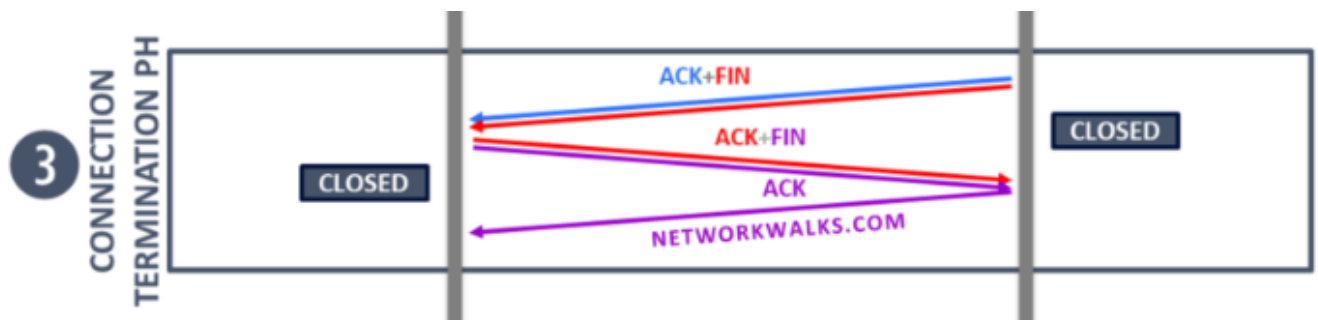 3
CONNECTION
TERMINATION PH
ACK+FIN
CLOSED
ACK+FIN
CLOSED
ACK
NETWORKWALKS.COM